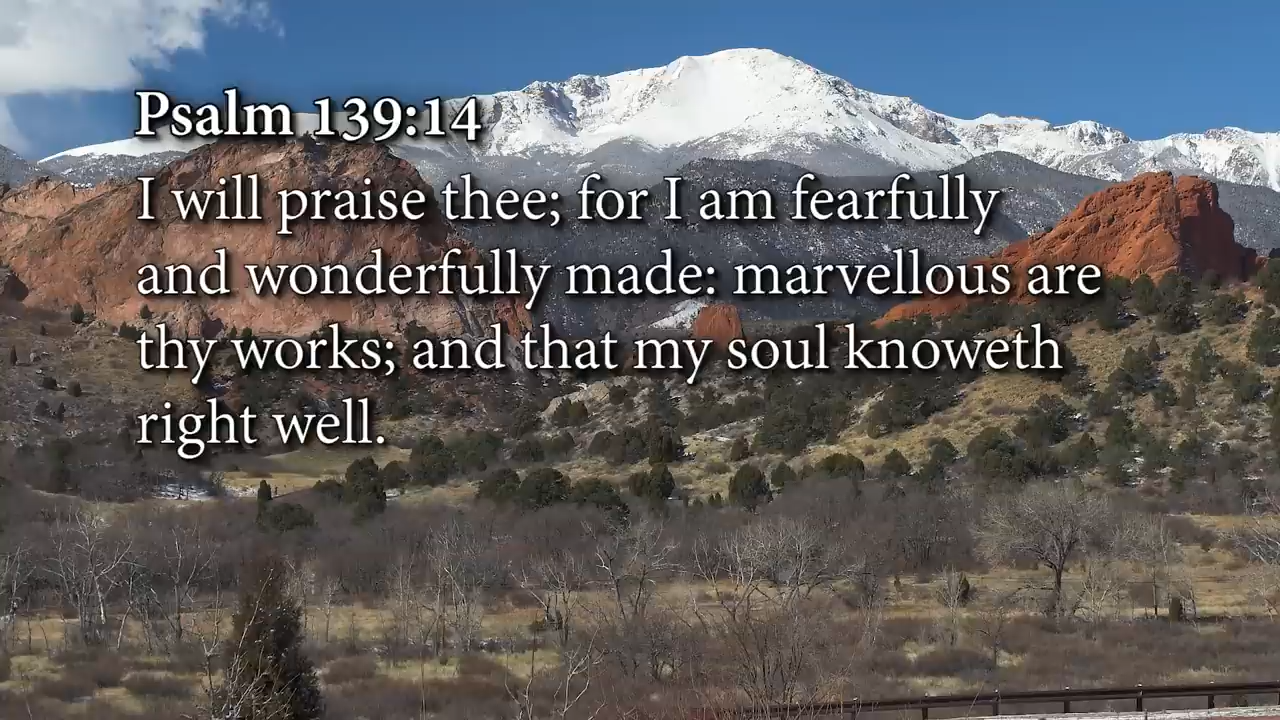 Psalm 139:14
I will praise thee; for I am fearfully
and wonderfully made: marvellous are
thy works; and that my soul knoweth
right well.